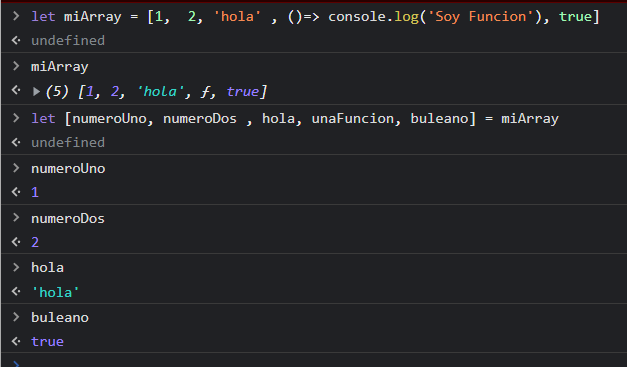 > let miArray = [1,  2, 'hola' , ()=> console.log('Soy Funcion'), true]
<· undefined
> miArray
<· ▶ (5) [1, 2, 'hola', ƒ, true]
> let [numeroUno, numeroDos , hola, unaFuncion, buleano] = miArray
<· undefined
> numeroUno
<· 1
> numeroDos
<· 2
> hola
<· 'hola'
> buleano
<· true
>